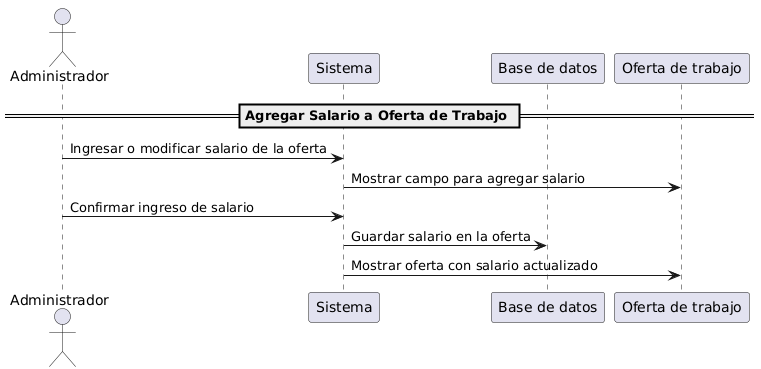 Administrador
Sistema
Base de datos
Oferta de trabajo
Agregar Salario a Oferta de Trabajo
Ingresar o modificar salario de la oferta
Mostrar campo para agregar salario
Confirmar ingreso de salario
Guardar salario en la oferta
Mostrar oferta con salario actualizado
Administrador
Sistema
Base de datos
Oferta de trabajo